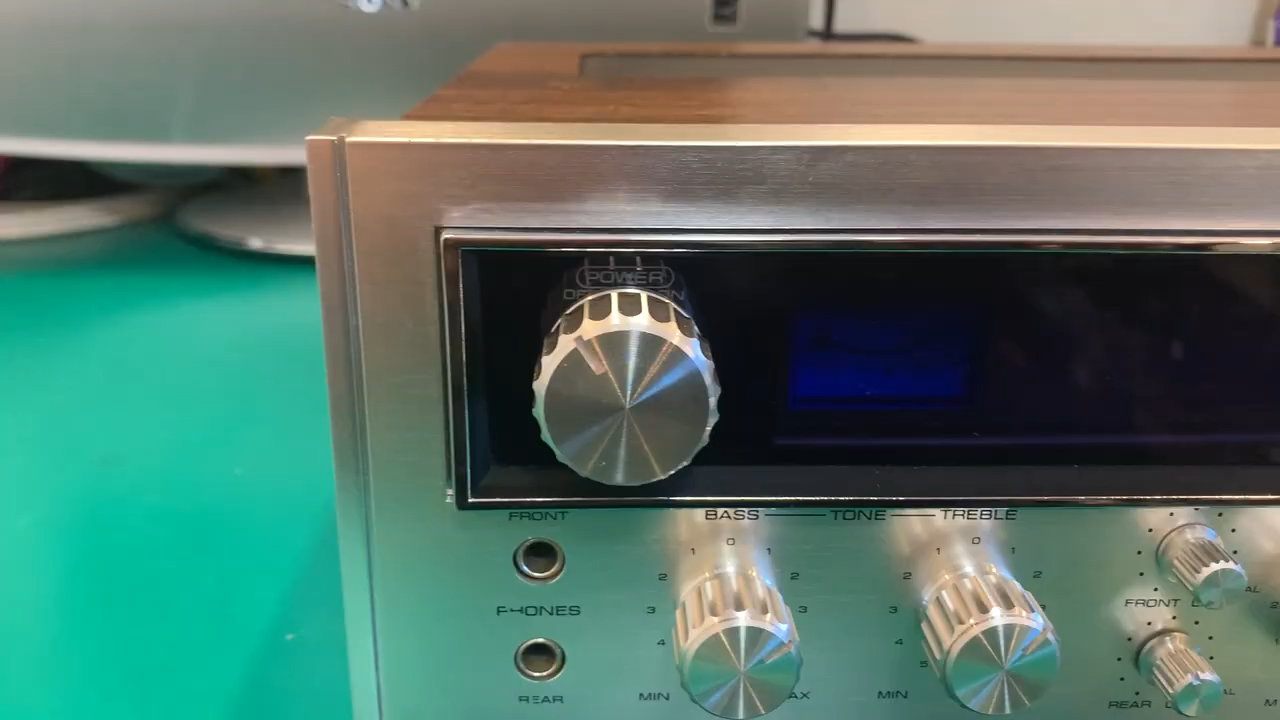 POWER
FRONT
BASS TONE TREBLE
0
0
1 1
1 1
2 2
2 2
PHONES
3 3
3
FRONT
4
4
5
REAR
MIN
MIN
REAR